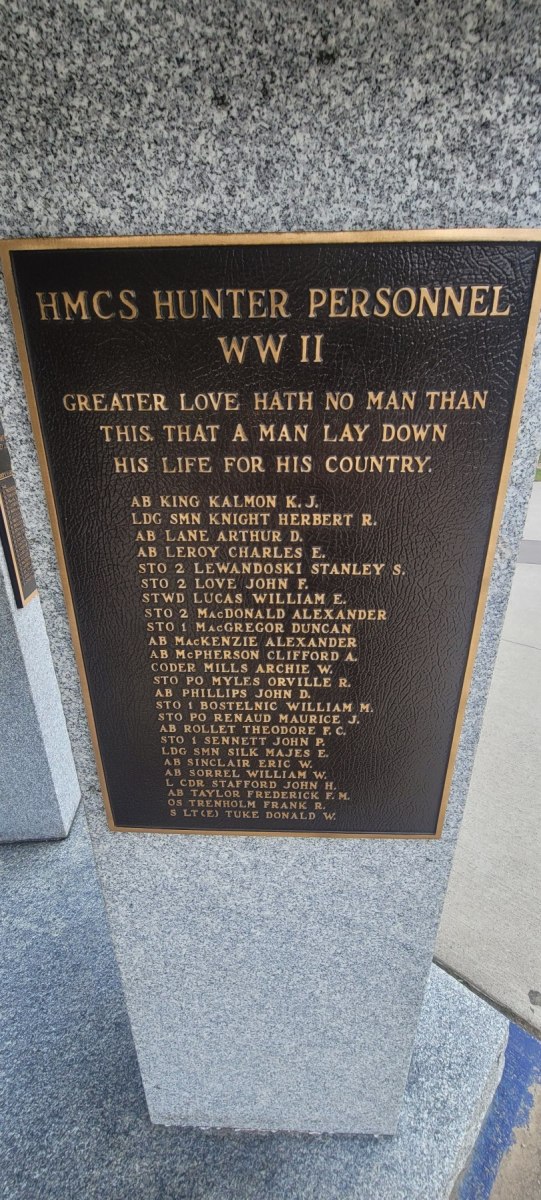 HMCS HUNTER PERSONNEL
WW II
GREATER LOVE HATH NO MAN THAN
THIS, THAT A MAN LAY DOWN
HIS LIFE FOR HIS COUNTRY.
AB KING KALMON K. J.
LDG SMN KNIGHT HERBERT R.
AB LANE ARTHUR D.
AB LEROY CHARLES E.
STO 2 LEWANDOSKI STANLEY S.
STO 2 LOVE JOHN F.
STWD LUCAS WILLIAM E.
STO 2 MacDONALD ALEXANDER
STO 1 MacGREGOR DUNCAN
AB MacKENZIE ALEXANDER
AB McPHERSON CLIFFORD A.
CODER MILLS ARCHIE W.
STO PO MYLES ORVILLE R.
AB PHILLIPS JOHN D.
STO 1 BOSTELNIC WILLIAM M.
STO PO RENAUD MAURICE J.
AB ROLLET THEODORE F. C.
STO 1 SENNETT JOHN P.
LDG SMN SILK MAJES E.
AB SINCLAIR ERIC W.
AB SORREL WILLIAM W.
L CDR STAFFORD JOHN H.
AB TAYLOR FREDERICK F. M.
OS TRENHOLM FRANK R.
S LT(E) TUKE DONALD W.